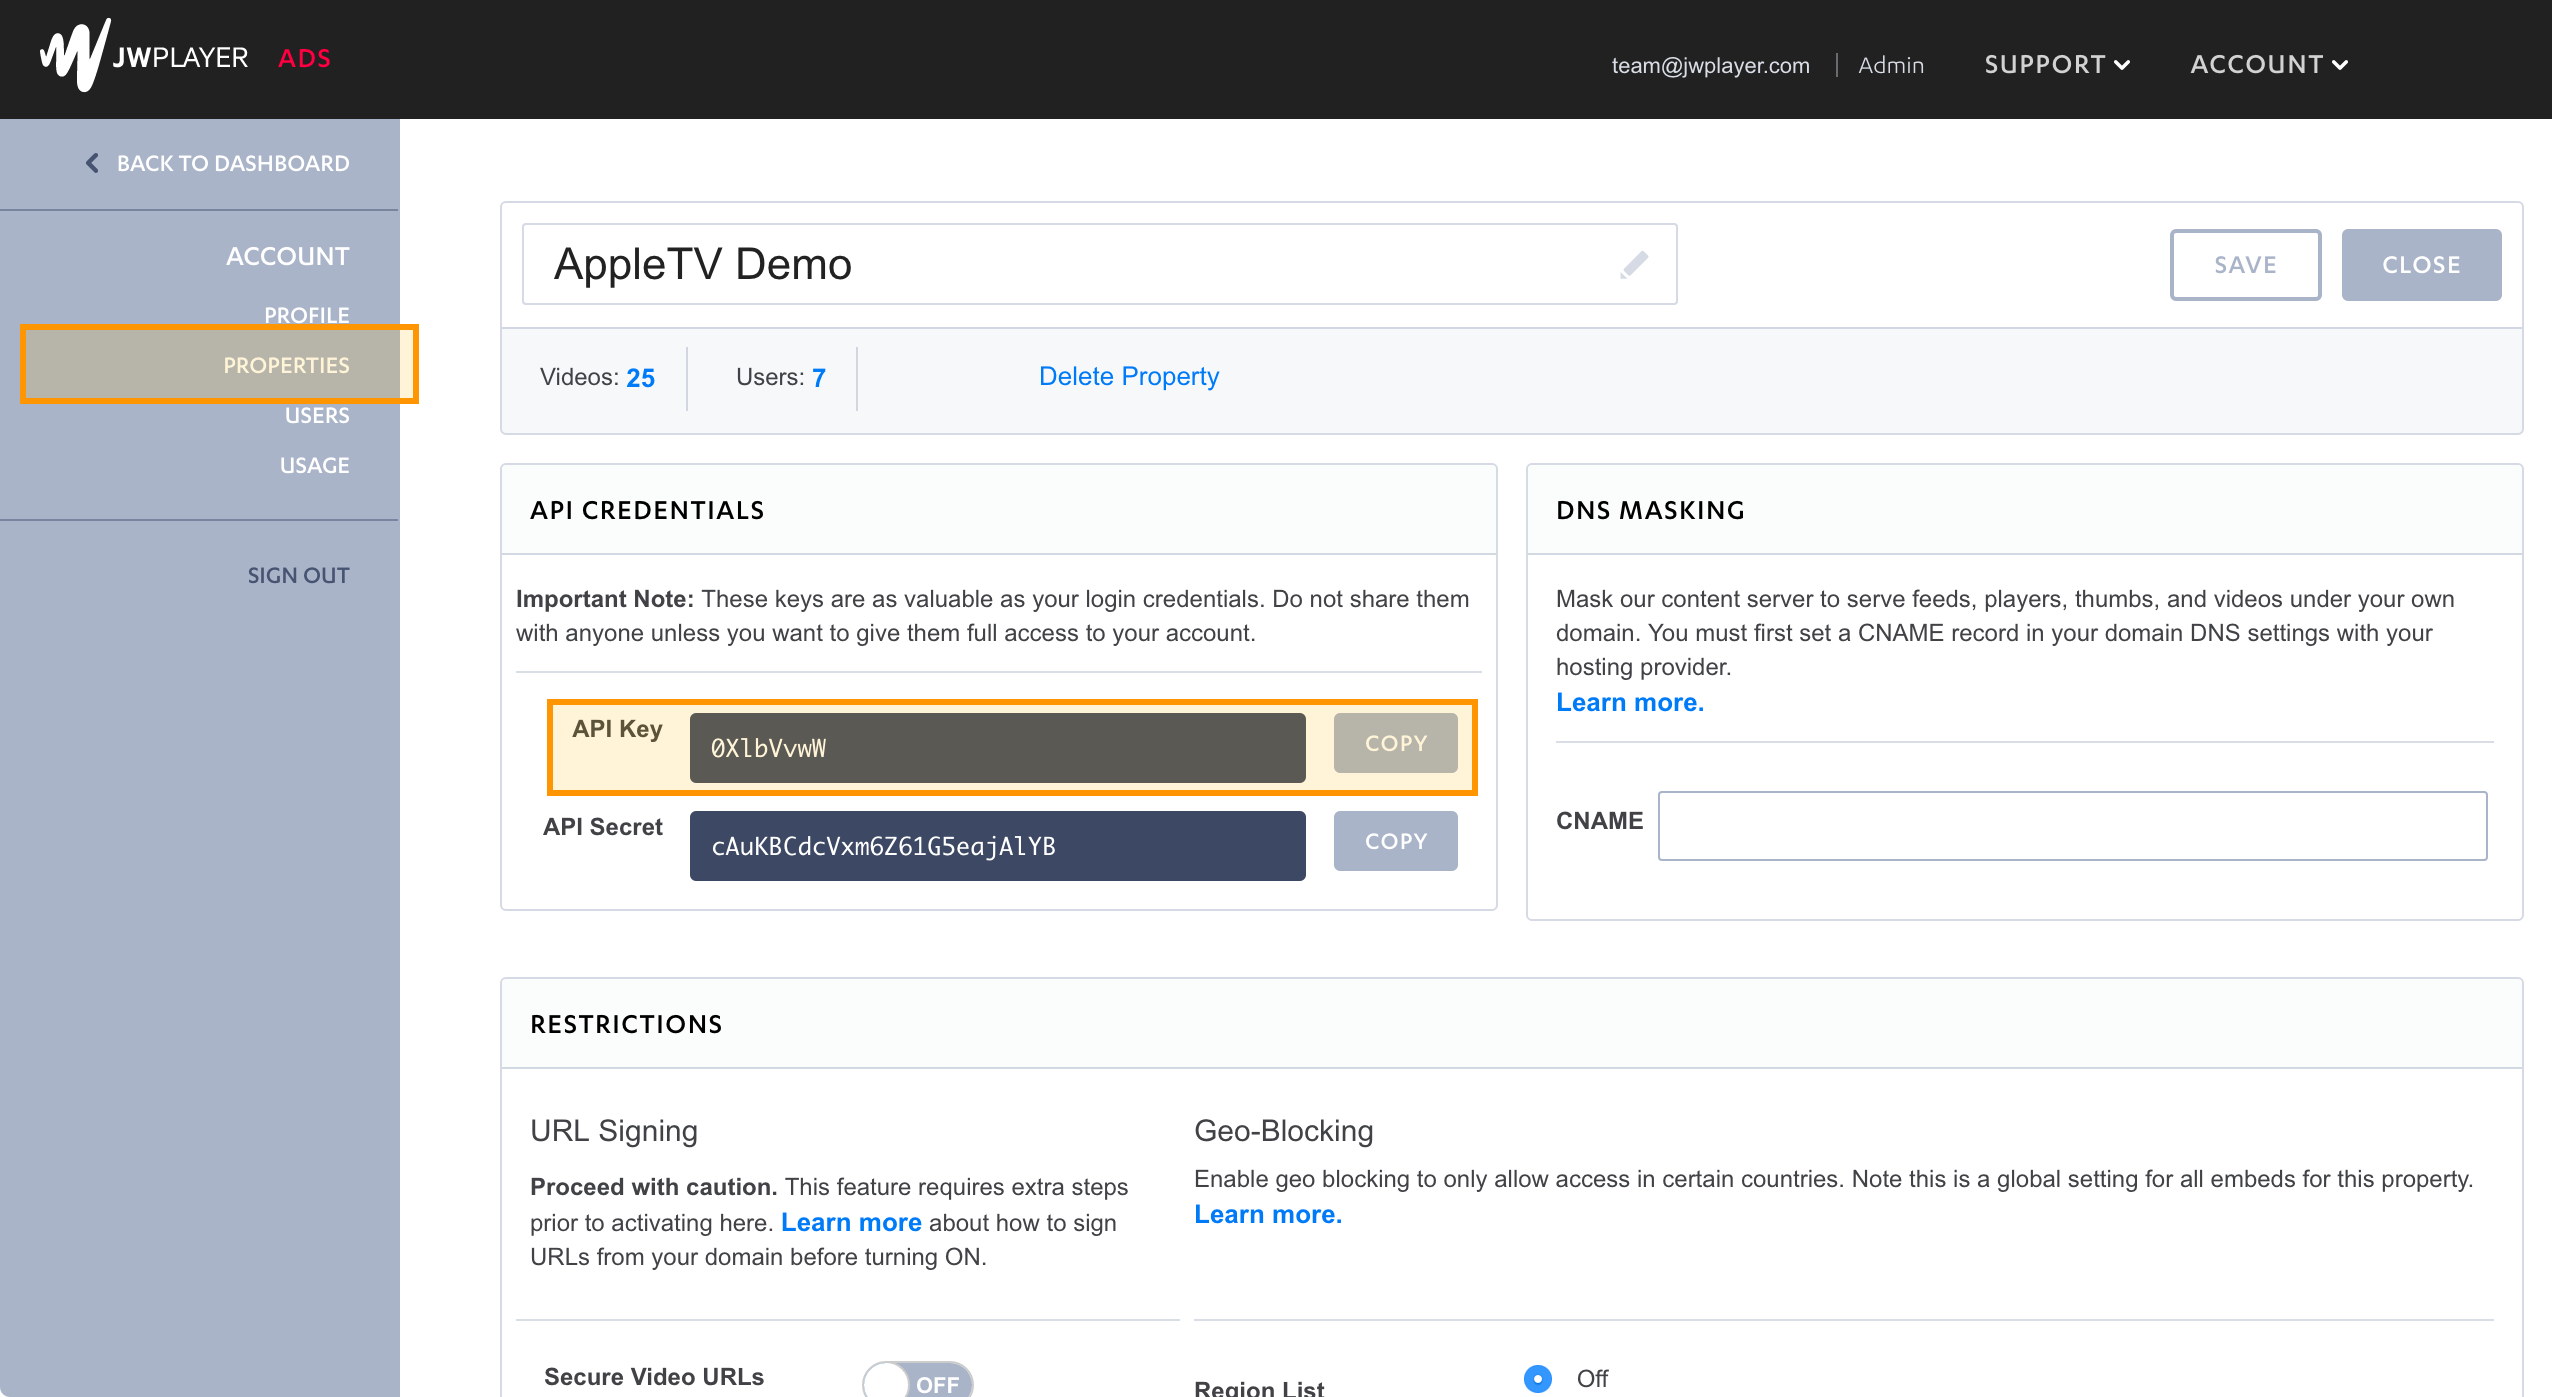 JWPLAYER ADS
team@jwplayer.com Admin SUPPORT ACCOUNT
BACK TO DASHBOARD
ACCOUNT
PROFILE
PROPERTIES
USERS
USAGE
SIGN OUT
AppleTV Demo
SAVE CLOSE
Videos: 25 Users: 7 Delete Property
API CREDENTIALS
Important Note: These keys are as valuable as your login credentials. Do not share them
with anyone unless you want to give them full access to your account.
API Key 0XlbVvwW COPY
API Secret cAuKBCdcVxm6Z61G5eajAlYB COPY
DNS MASKING
Mask our content server to serve feeds, players, thumbs, and videos under your own
domain. You must first set a CNAME record in your domain DNS settings with your
hosting provider.
Learn more.
CNAME
RESTRICTIONS
URL Signing
Proceed with caution. This feature requires extra steps
prior to activating here. Learn more about how to sign
URLs from your domain before turning ON.
Secure Video URLs OFF
Geo-Blocking
Enable geo blocking to only allow access in certain countries. Note this is a global setting for all embeds for this property.
Learn more.
Region List Off